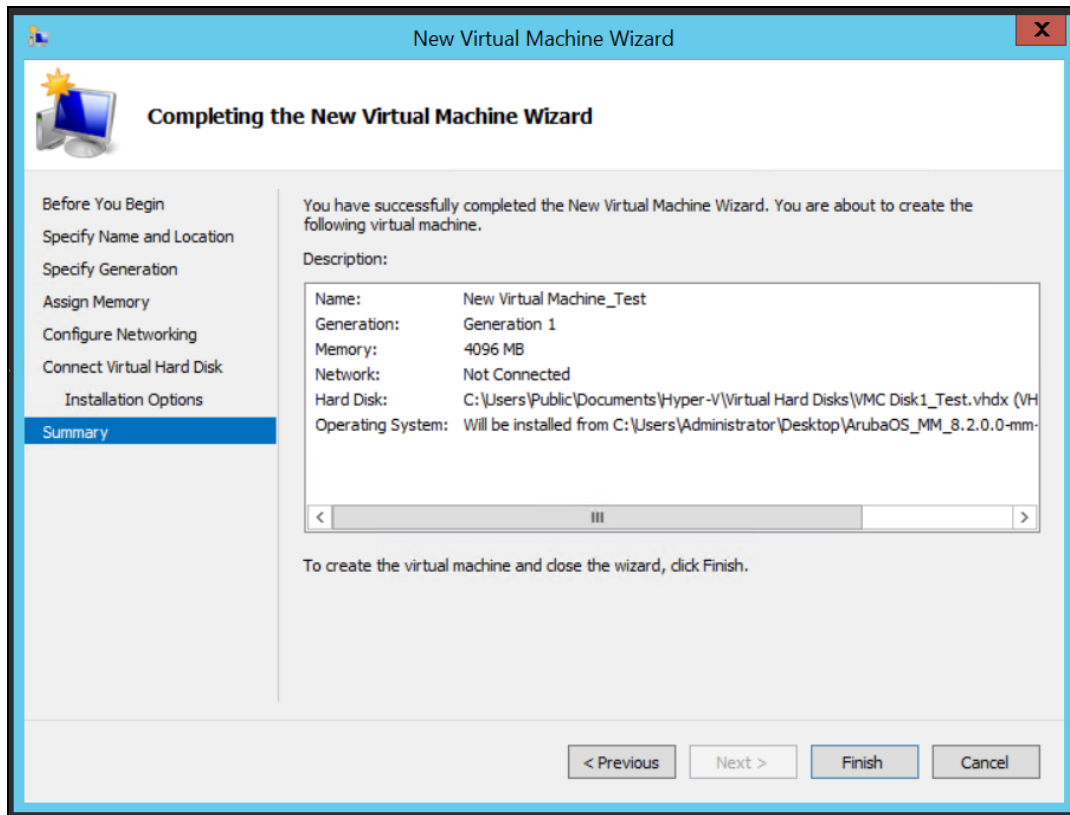 New Virtual Machine Wizard
X
Completing the New Virtual Machine Wizard
Before You Begin
Specify Name and Location
Specify Generation
Assign Memory
Configure Networking
Connect Virtual Hard Disk
Installation Options
Summary
You have successfully completed the New Virtual Machine Wizard. You are about to create the
following virtual machine.
Description:
Name: New Virtual Machine_Test
Generation: Generation 1
Memory: 4096 MB
Network: Not Connected
Hard Disk: C:\Users\Public\Documents\Hyper-V\Virtual Hard Disks\VMC Disk1_Test.vhdx (VH
Operating System: Will be installed from C:\Users\Administrator\Desktop\ArubaOS_MM_8.2.0.0-mm-
To create the virtual machine and close the wizard, click Finish.
< Previous Next > Finish Cancel